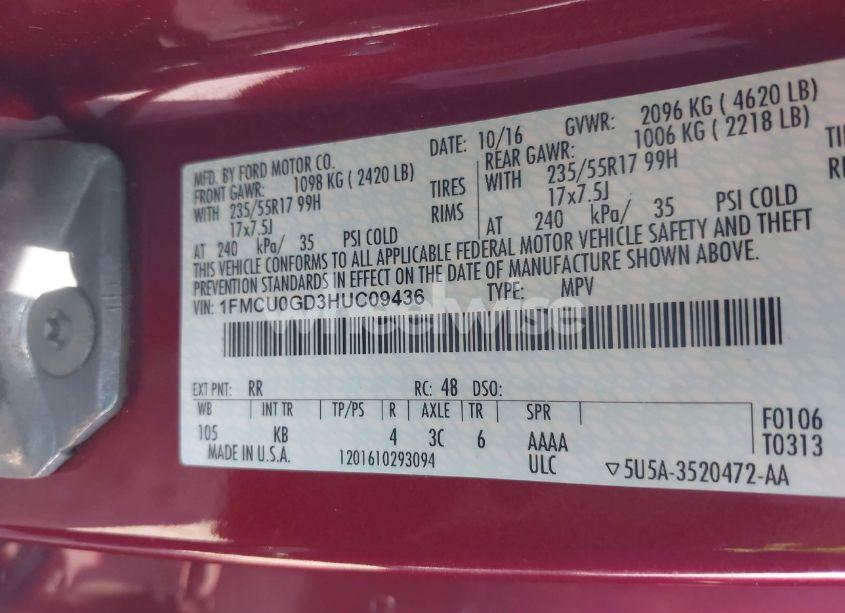 MFD. BY FORD MOTOR CO. DATE: 10/16 GVWR: 2096 KG ( 4620 LB)
FRONT GAWR: 1098 KG ( 2420 LB) REAR GAWR: 1006 KG ( 2218 LB)
WITH 235/55R17 99H TIRES WITH 235/55R17 99H TIRE
17x7.5J RIMS 17x7.5J
AT 240 kPa/ 35 PSI COLD AT 240 kPa/ 35 PSI COLD
THIS VEHICLE CONFORMS TO ALL APPLICABLE FEDERAL MOTOR VEHICLE SAFETY AND THEFT
PREVENTION STANDARDS IN EFFECT ON THE DATE OF MANUFACTURE SHOWN ABOVE.
VIN: 1FMCU0GD3HUC09436 TYPE: MPV
wheelwise
EXT PNT: RR RC: 48 DSO:
WB INT TR TP/PS R AXLE TR SPR F0106
105 KB 4 3C 6 AAAA T0313
MADE IN U.S.A. 1201610293094 ULC ▽5U5A-3520472-AA